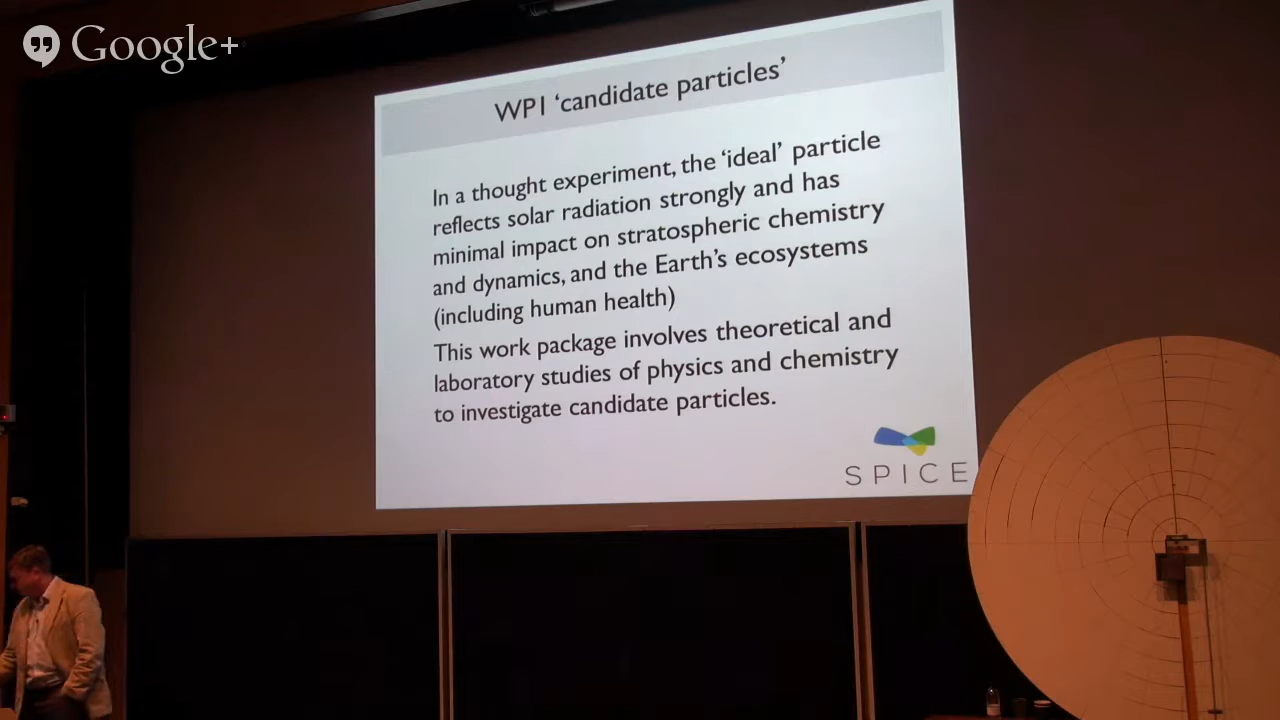 Google+
WP1 ‘candidate particles’
In a thought experiment, the ‘ideal’ particle
reflects solar radiation strongly and has
minimal impact on stratospheric chemistry
and dynamics, and the Earth’s ecosystems
(including human health)
This work package involves theoretical and
laboratory studies of physics and chemistry
to investigate candidate particles.
SPICE